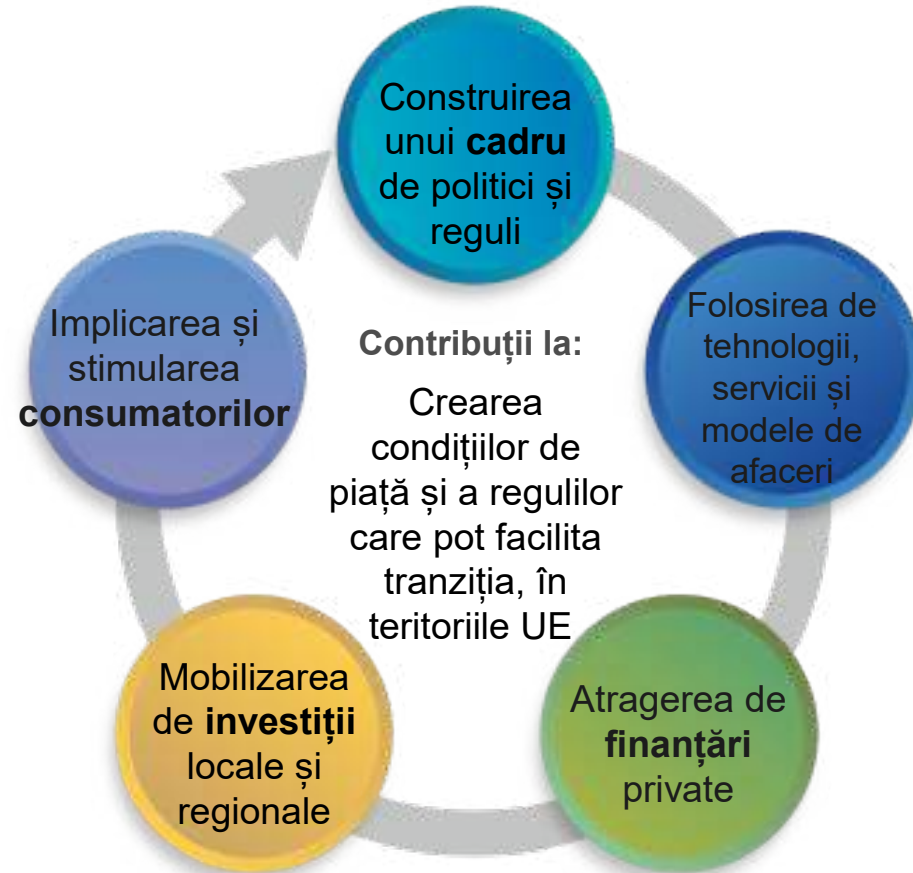 Construirea
unui cadru
de politici și
reguli
Folosirea de
tehnologii,
servicii și
modele de
afaceri
Atragerea de
finanțări
private
Mobilizarea
de investiții
locale și
regionale
Implicarea și
stimularea
consumatorilor
Contribuții la:
Crearea
condițiilor de
piață și a regulilor
care pot facilita
tranziția, în
teritoriile UE